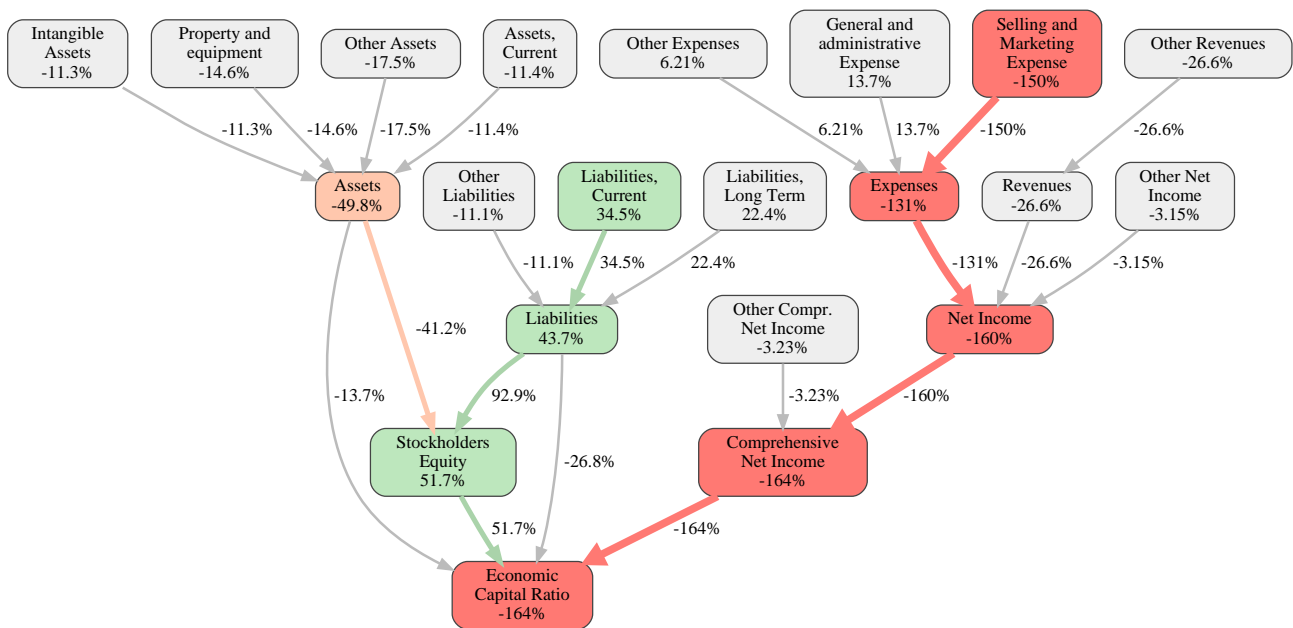 Intangible
Assets
-11.3%
Property and
equipment
-14.6%
Other Assets
-17.5%
Assets,
Current
-11.4%
Other Expenses
6.21%
General and
administrative
Expense
13.7%
Selling and
Marketing
Expense
-150%
Other Revenues
-26.6%
-11.3%
-14.6%
-17.5%
-11.4%
6.21%
13.7%
-150%
-26.6%
Assets
-49.8%
Other
Liabilities
-11.1%
Liabilities,
Current
34.5%
Liabilities,
Long Term
22.4%
Expenses
-131%
Revenues
-26.6%
Other Net
Income
-3.15%
-11.1%
34.5%
22.4%
-131%
-26.6%
-3.15%
-41.2%
Liabilities
43.7%
Other Compr.
Net Income
-3.23%
Net Income
-160%
-13.7%
92.9%
-3.23%
-160%
Stockholders
Equity
51.7%
-26.8%
Comprehensive
Net Income
-164%
51.7%
-164%
Economic
Capital Ratio
-164%